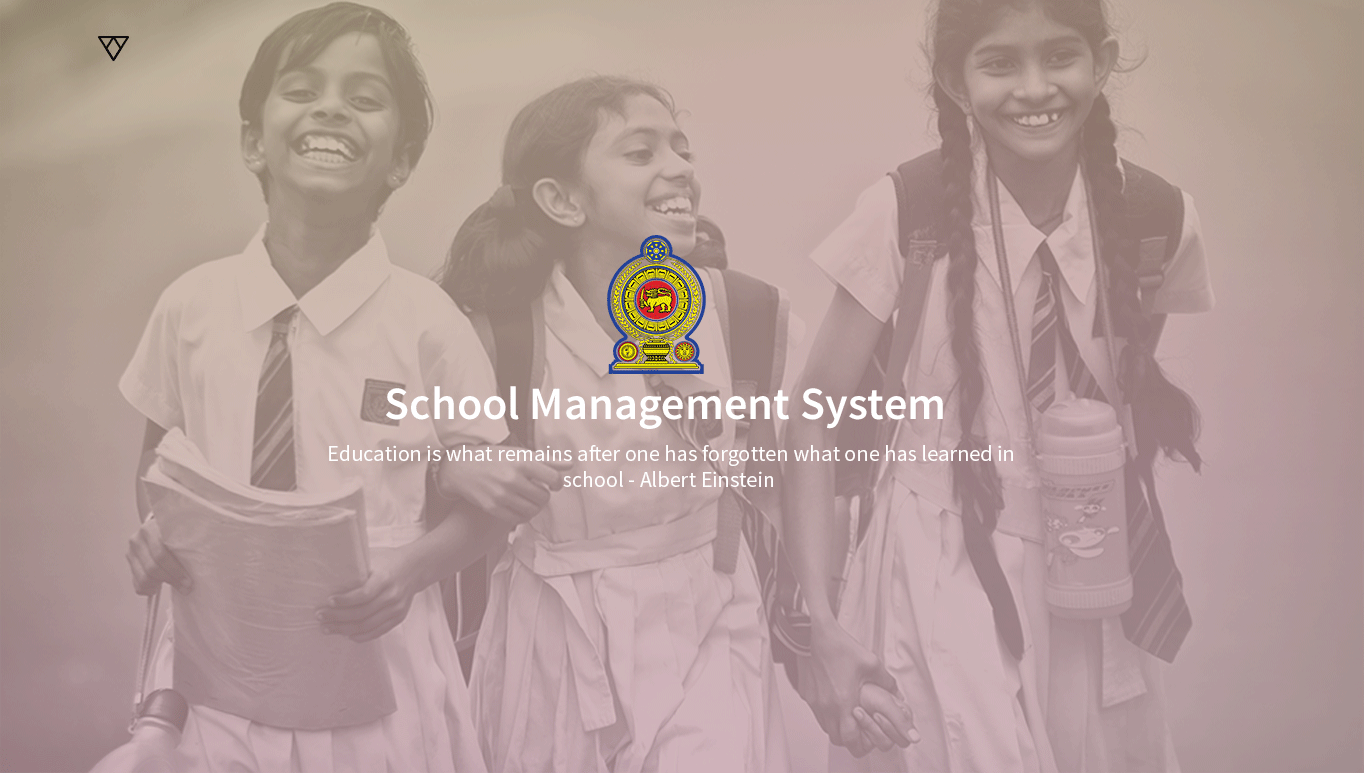 School Management System
Education is what remains after one has forgotten what one has learned in
school - Albert Einstein